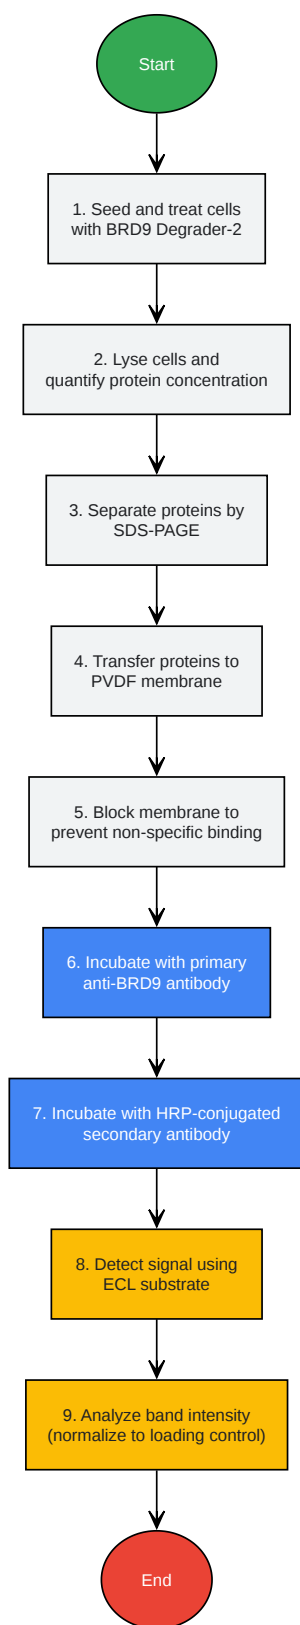 Start
1. Seed and treat cells
with BRD9 Degrader-2
2. Lyse cells and
quantify protein concentration
3. Separate proteins by
SDS-PAGE
4. Transfer proteins to
PVDF membrane
5. Block membrane to
prevent non-specific binding
6. Incubate with primary
anti-BRD9 antibody
7. Incubate with HRP-conjugated
secondary antibody
8. Detect signal using
ECL substrate
9. Analyze band intensity
(normalize to loading control)
End